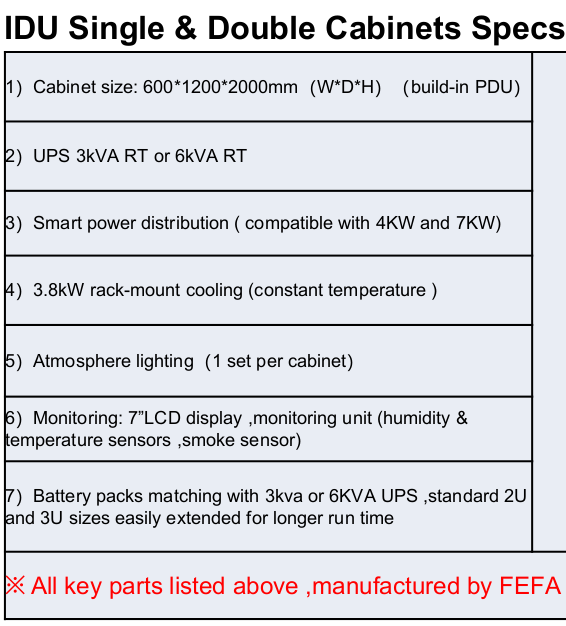 IDU Single & Double Cabinets Specs
1) Cabinet size: 600*1200*2000mm (W*D*H) (build-in PDU)
2) UPS 3kVA RT or 6kVA RT
3) Smart power distribution ( compatible with 4KW and 7KW)
4) 3.8kW rack-mount cooling (constant temperature )
5) Atmosphere lighting (1 set per cabinet)
6) Monitoring: 7”LCD display ,monitoring unit (humidity &
temperature sensors ,smoke sensor)
7) Battery packs matching with 3kva or 6KVA UPS ,standard 2U
and 3U sizes easily extended for longer run time
※ All key parts listed above ,manufactured by FEFA